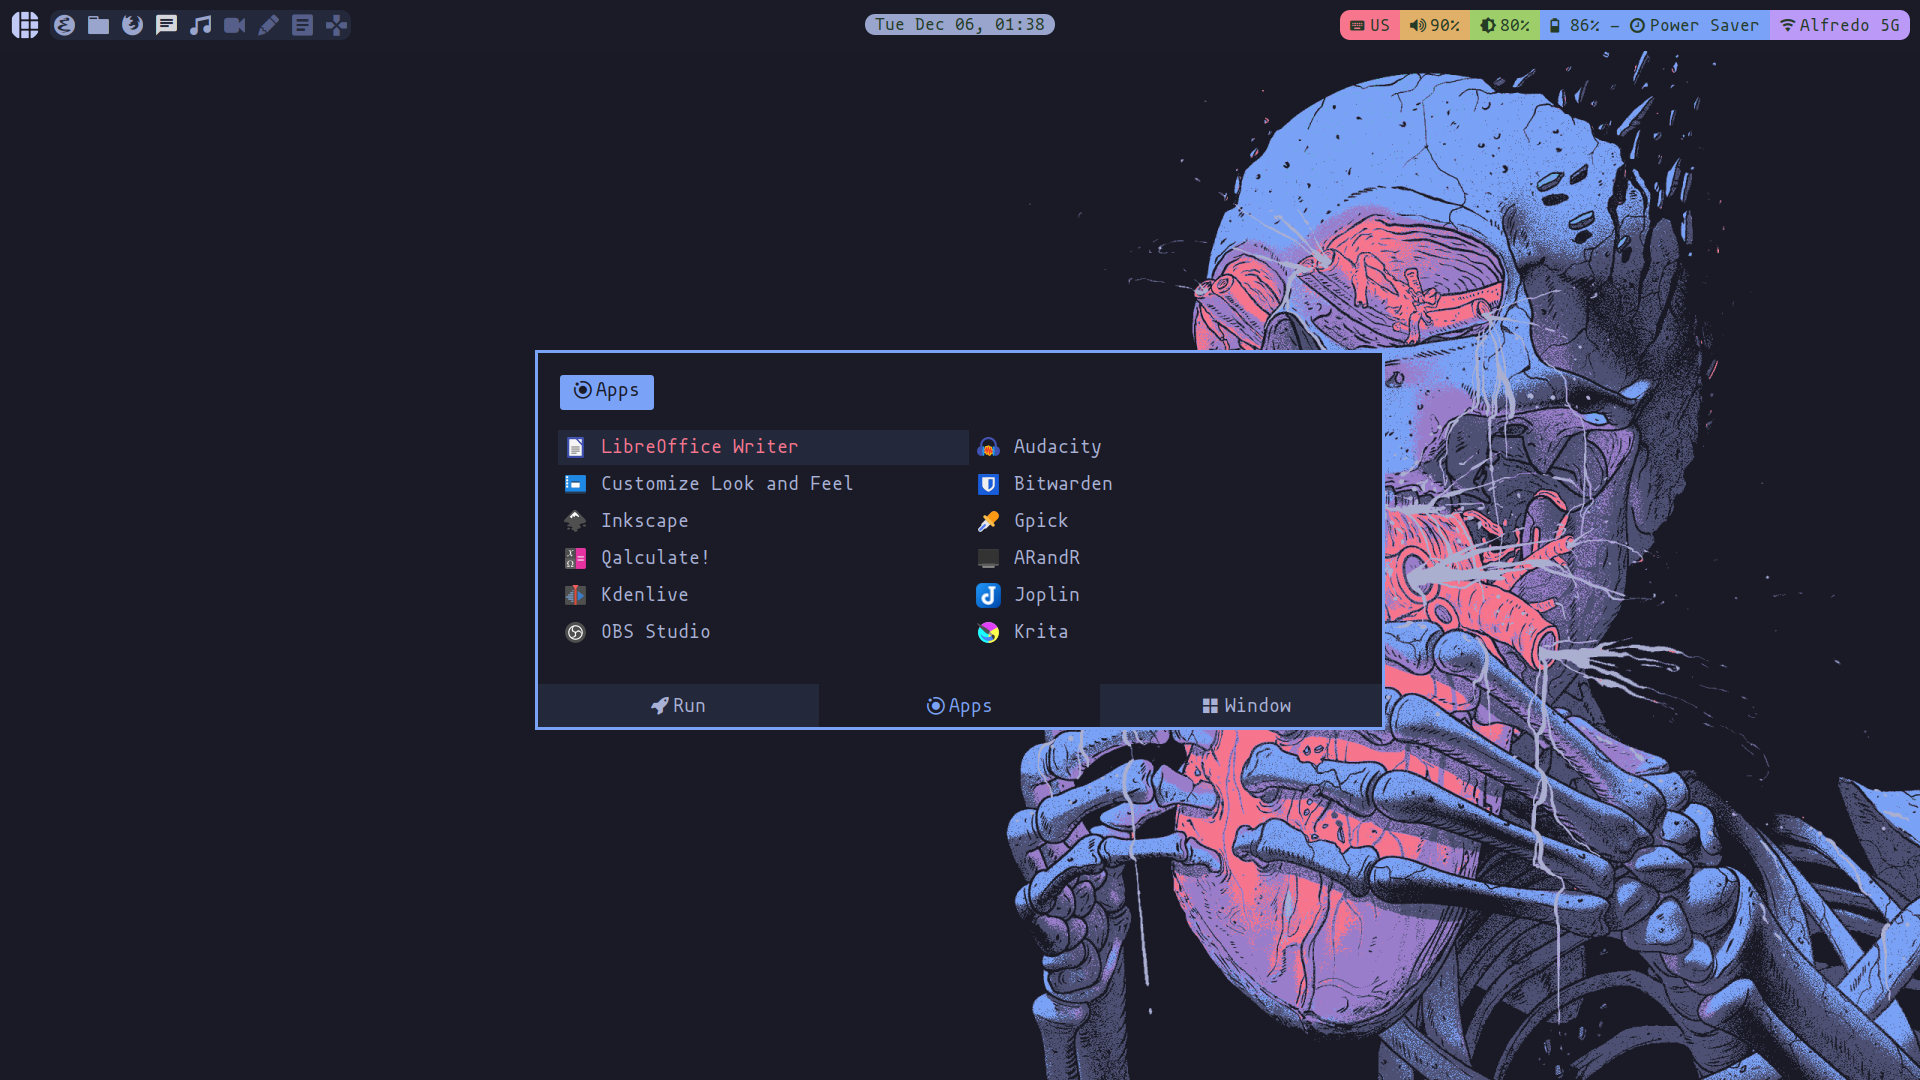 Tue Dec 06, 01:38
US 90% 80% 86% – Power Saver Alfredo 5G
Apps
LibreOffice Writer
Customize Look and Feel
Inkscape
Qalculate!
Kdenlive
OBS Studio
Audacity
Bitwarden
Gpick
ARandR
Joplin
Krita
Run Apps Window